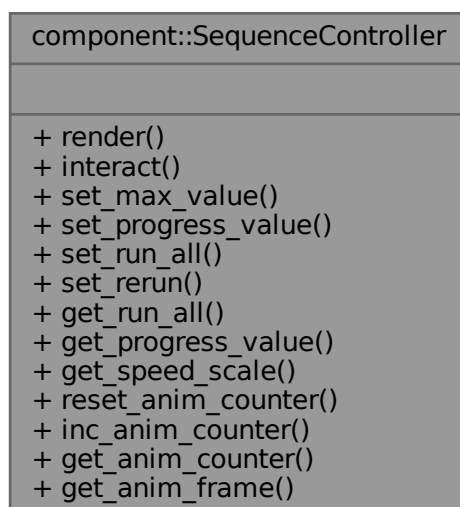 component::SequenceController
+ render()
+ interact()
+ set_max_value()
+ set_progress_value()
+ set_run_all()
+ set_rerun()
+ get_run_all()
+ get_progress_value()
+ get_speed_scale()
+ reset_anim_counter()
+ inc_anim_counter()
+ get_anim_counter()
+ get_anim_frame()